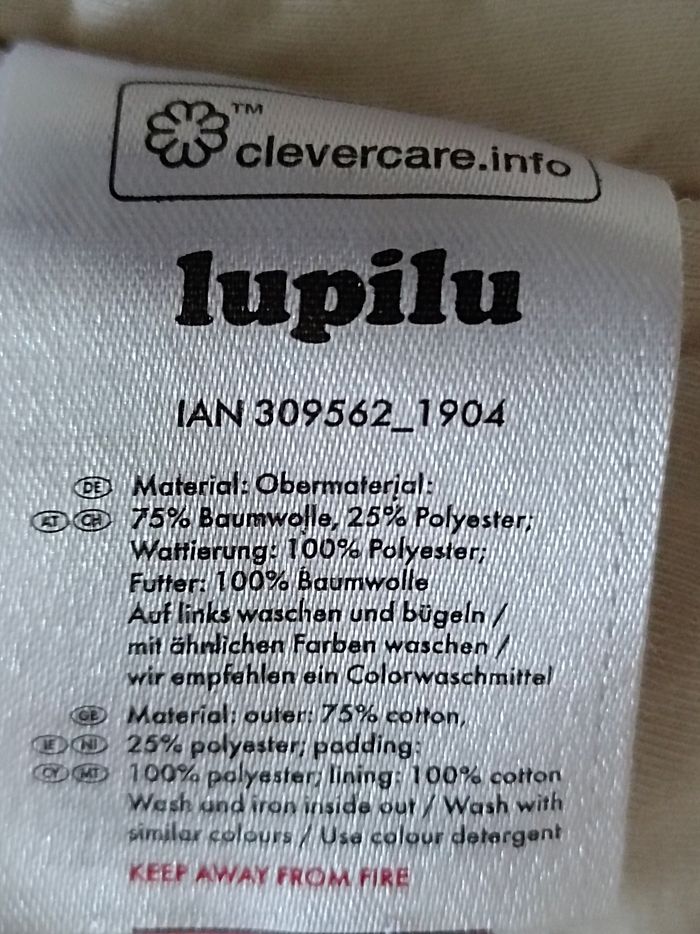 TM
clevercare.info
lupilu
IAN 309562_1904
DE Material: Obermaterial:
AT CH 75% Baumwolle, 25% Polyester;
Wattierung: 100% Polyester;
Futter: 100% Baumwolle
Auf links waschen und bügeln /
mit ähnlichen Farben waschen /
wir empfehlen ein Colorwaschmittel
GB Material: outer: 75% cotton,
IE NI 25% polyester; padding:
CY MT 100% polyester; lining: 100% cotton
Wash and iron inside out / Wash with
similar colours / Use colour detergent
KEEP AWAY FROM FIRE